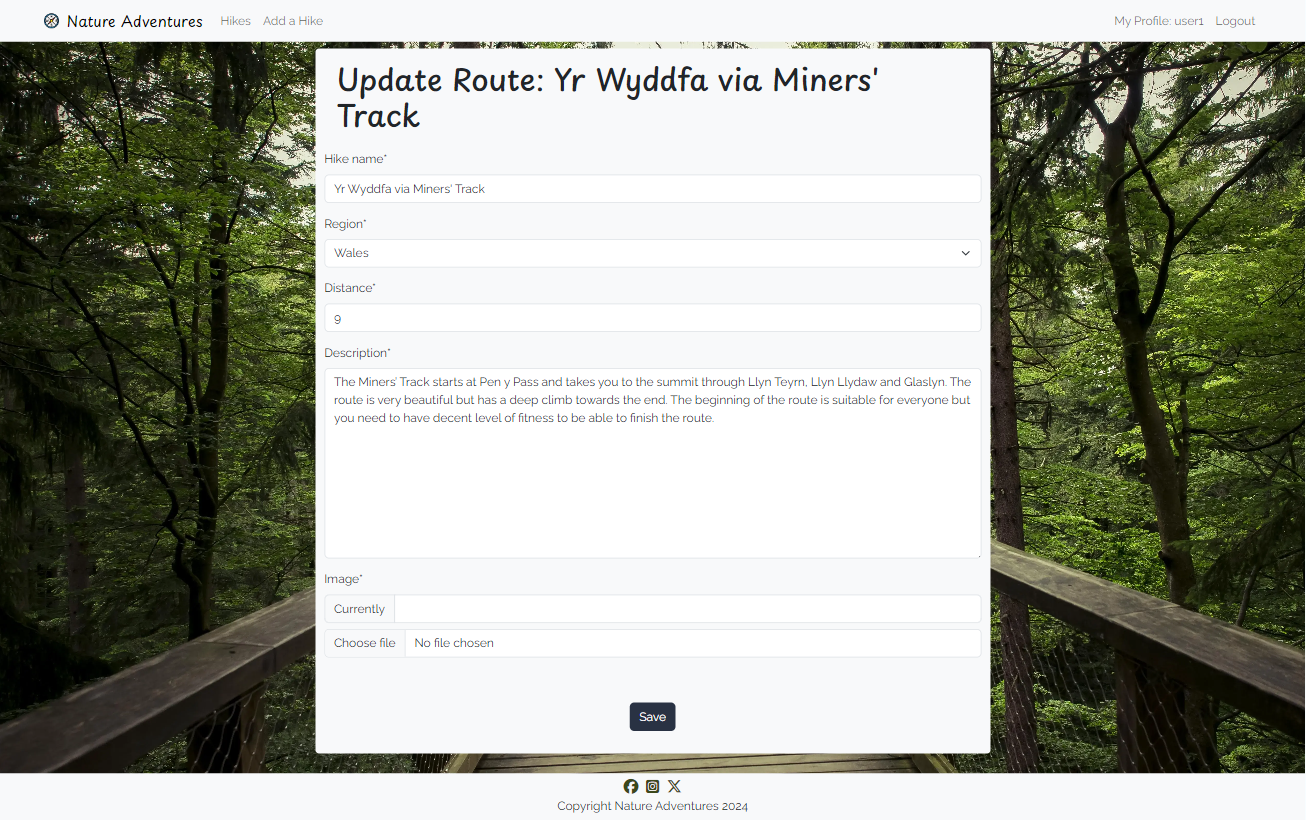 Nature Adventures Hikes Add a Hike My Profile: user1 Logout
Update Route: Yr Wyddfa via Miners'
Track
Hike name*
Yr Wyddfa via Miners' Track
Region*
Wales
Distance*
9
Description*
The Miners' Track starts at Pen y Pass and takes you to the summit through Llyn Teyrn, Llyn Llydaw and Glaslyn. The
route is very beautiful but has a deep climb towards the end. The beginning of the route is suitable for everyone but
you need to have decent level of fitness to be able to finish the route.
Image*
Currently
Choose file No file chosen
Save
Copyright Nature Adventures 2024